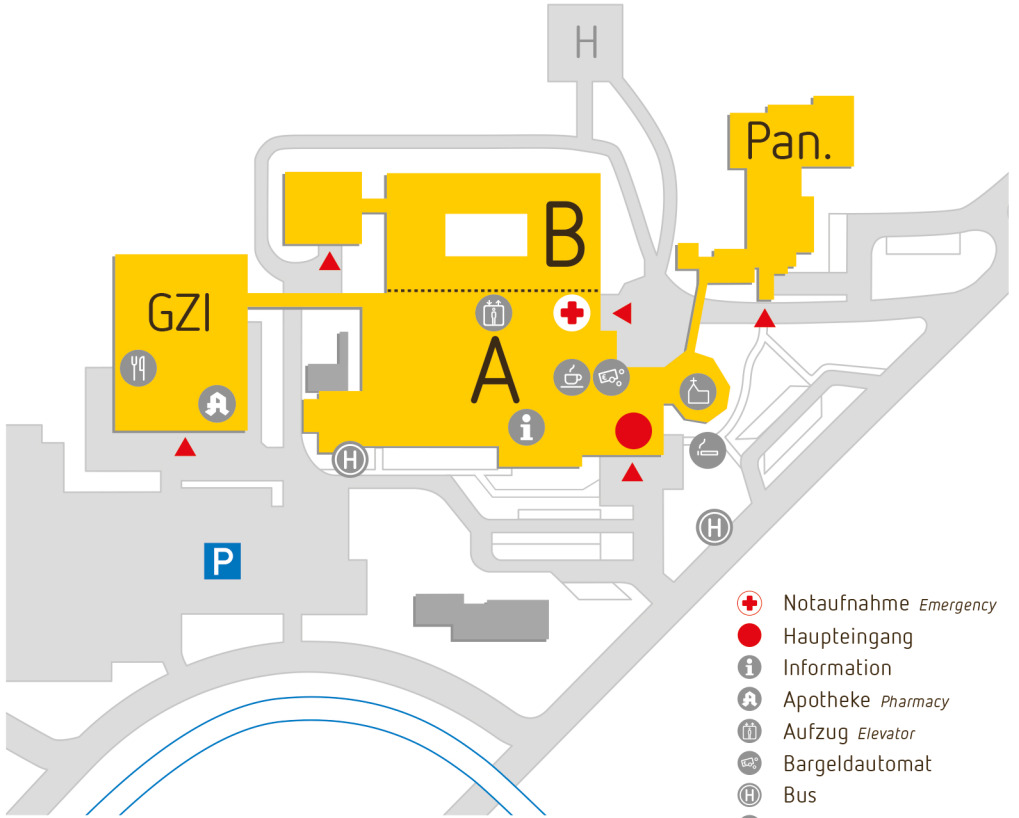 H
Pan.
B
GZI
A
i
H
H
P
Notaufnahme Emergency
Haupteingang
i Information
Apotheke Pharmacy
Aufzug Elevator
Bargeldautomat
H Bus